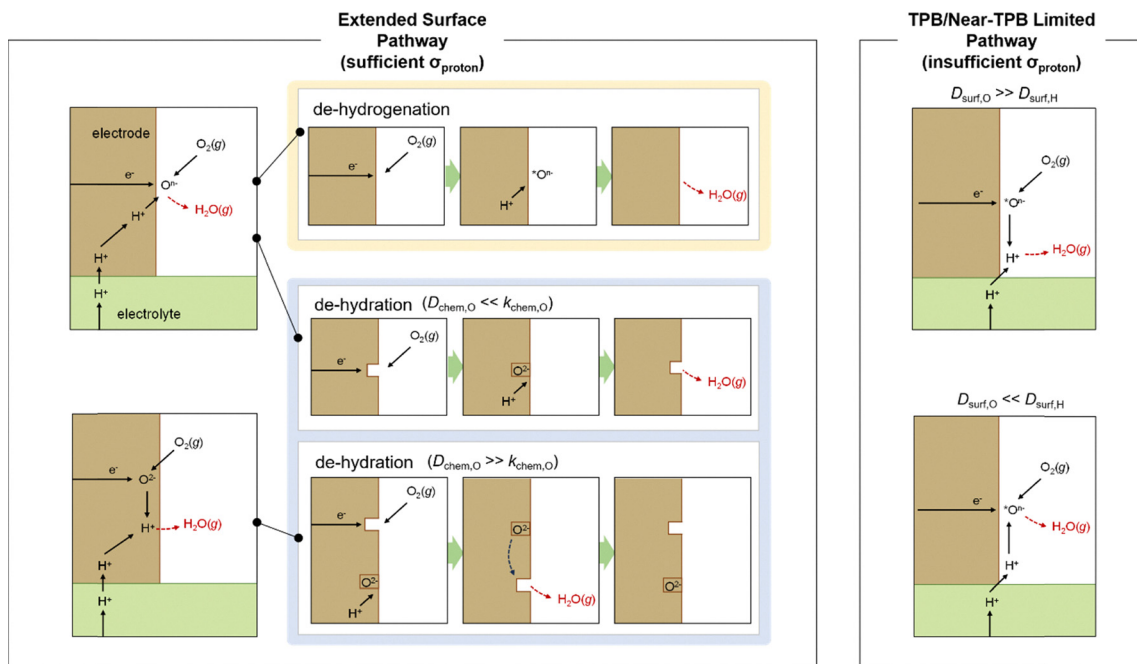 Extended Surface
Pathway
(sufficient σproton)
electrode
O2(g)
e-
On-
H2O(g)
H+
H+
H+
electrolyte
de-hydrogenation
e-
O2(g)
*On-
H+
H2O(g)
de-hydration (Dchem,O << kchem,O)
e-
O2(g)
O2-
H+
H2O(g)
O2(g)
e-
O2-
H+
H2O(g)
H+
H+
de-hydration (Dchem,O >> kchem,O)
e-
O2(g)
O2-
H+
O2-
H2O(g)
O2-
TPB/Near-TPB Limited
Pathway
(insufficient σproton)
Dsurf,O >> Dsurf,H
O2(g)
e-
*On-
H+
H2O(g)
H+
Dsurf,O << Dsurf,H
O2(g)
e-
*On-
H2O(g)
H+
H+